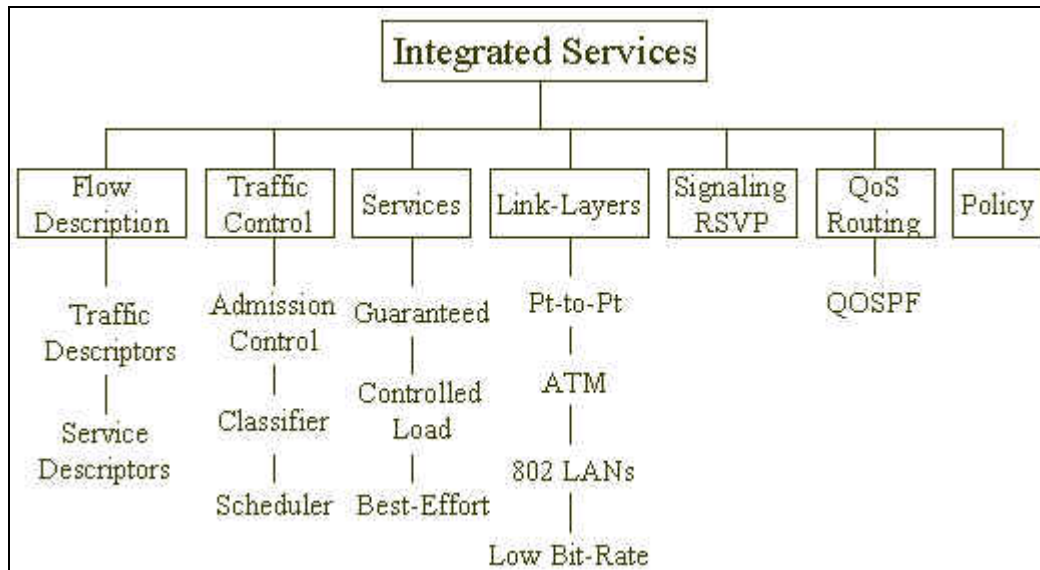 Integrated Services
Flow
Description
Traffic
Control
Services
Link-Layers
Signaling
RSVP
QoS
Routing
Policy
Traffic
Descriptors
Service
Descriptors
Admission
Control
Classifier
Scheduler
Guaranteed
Controlled
Load
Best-Effort
Pt-to-Pt
ATM
802 LANs
Low Bit-Rate
QOSPF